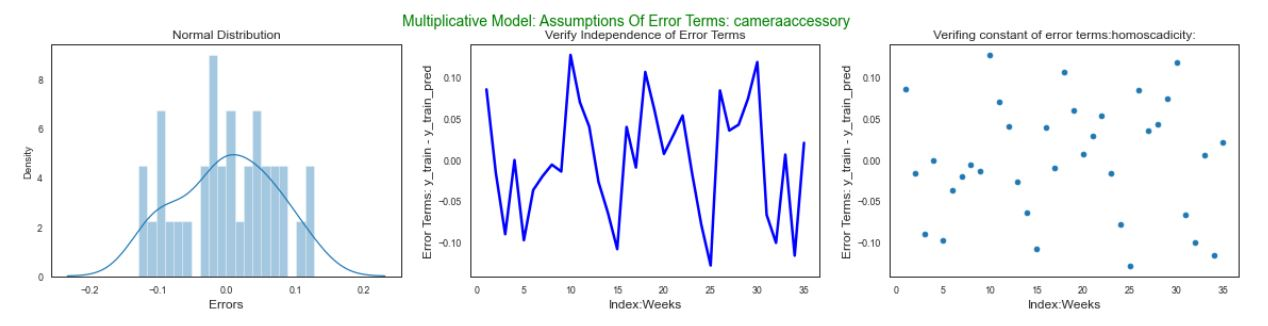 Multiplicative Model: Assumptions Of Error Terms: cameraaccessory
Normal Distribution
Density
8
6
4
2
0
−0.2 −0.1 0.0 0.1 0.2
Errors
Verify Independence of Error Terms
Error Terms: y_train - y_train_pred
0.10
0.05
0.00
−0.05
−0.10
0 5 10 15 20 25 30 35
Index:Weeks
Verifing constant of error terms:homoscadicity:
Error Terms: y_train - y_train_pred
0.10
0.05
0.00
−0.05
−0.10
0 5 10 15 20 25 30 35
Index:Weeks